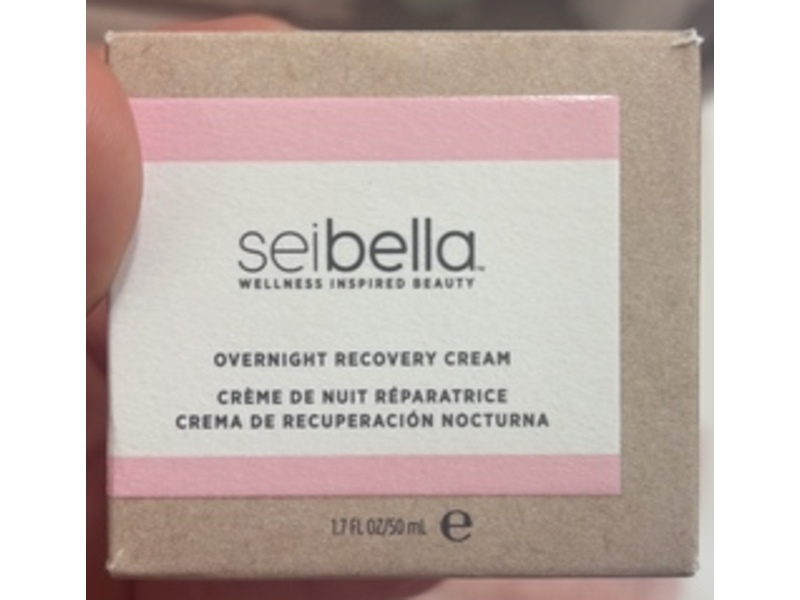 seibella™
WELLNESS INSPIRED BEAUTY
OVERNIGHT RECOVERY CREAM
CRÈME DE NUIT RÉPARATRICE
CREMA DE RECUPERACIÓN NOCTURNA
1.7 FL OZ/50 mL ℮